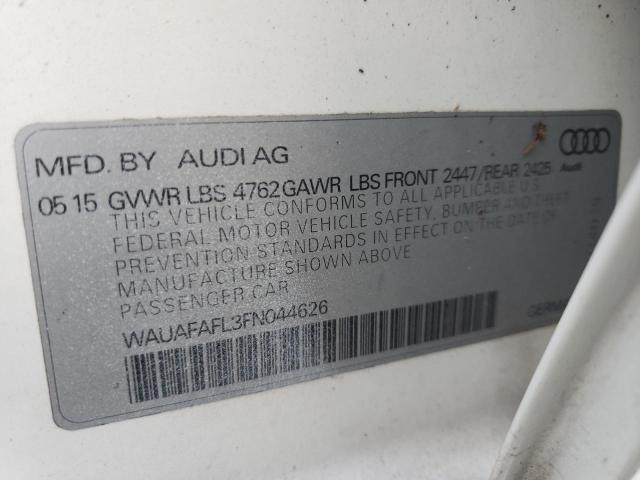 MFD. BY AUDI AG
05 15 GVWR LBS 4762 GAWR LBS FRONT 2447/REAR 2425
Audi
THIS VEHICLE CONFORMS TO ALL APPLICABLE U.S.
FEDERAL MOTOR VEHICLE SAFETY, BUMPER AND THEFT
PREVENTION STANDARDS IN EFFECT ON THE DATE OF
MANUFACTURE SHOWN ABOVE
PASSENGER CAR
WAUAFAFL3FN044626